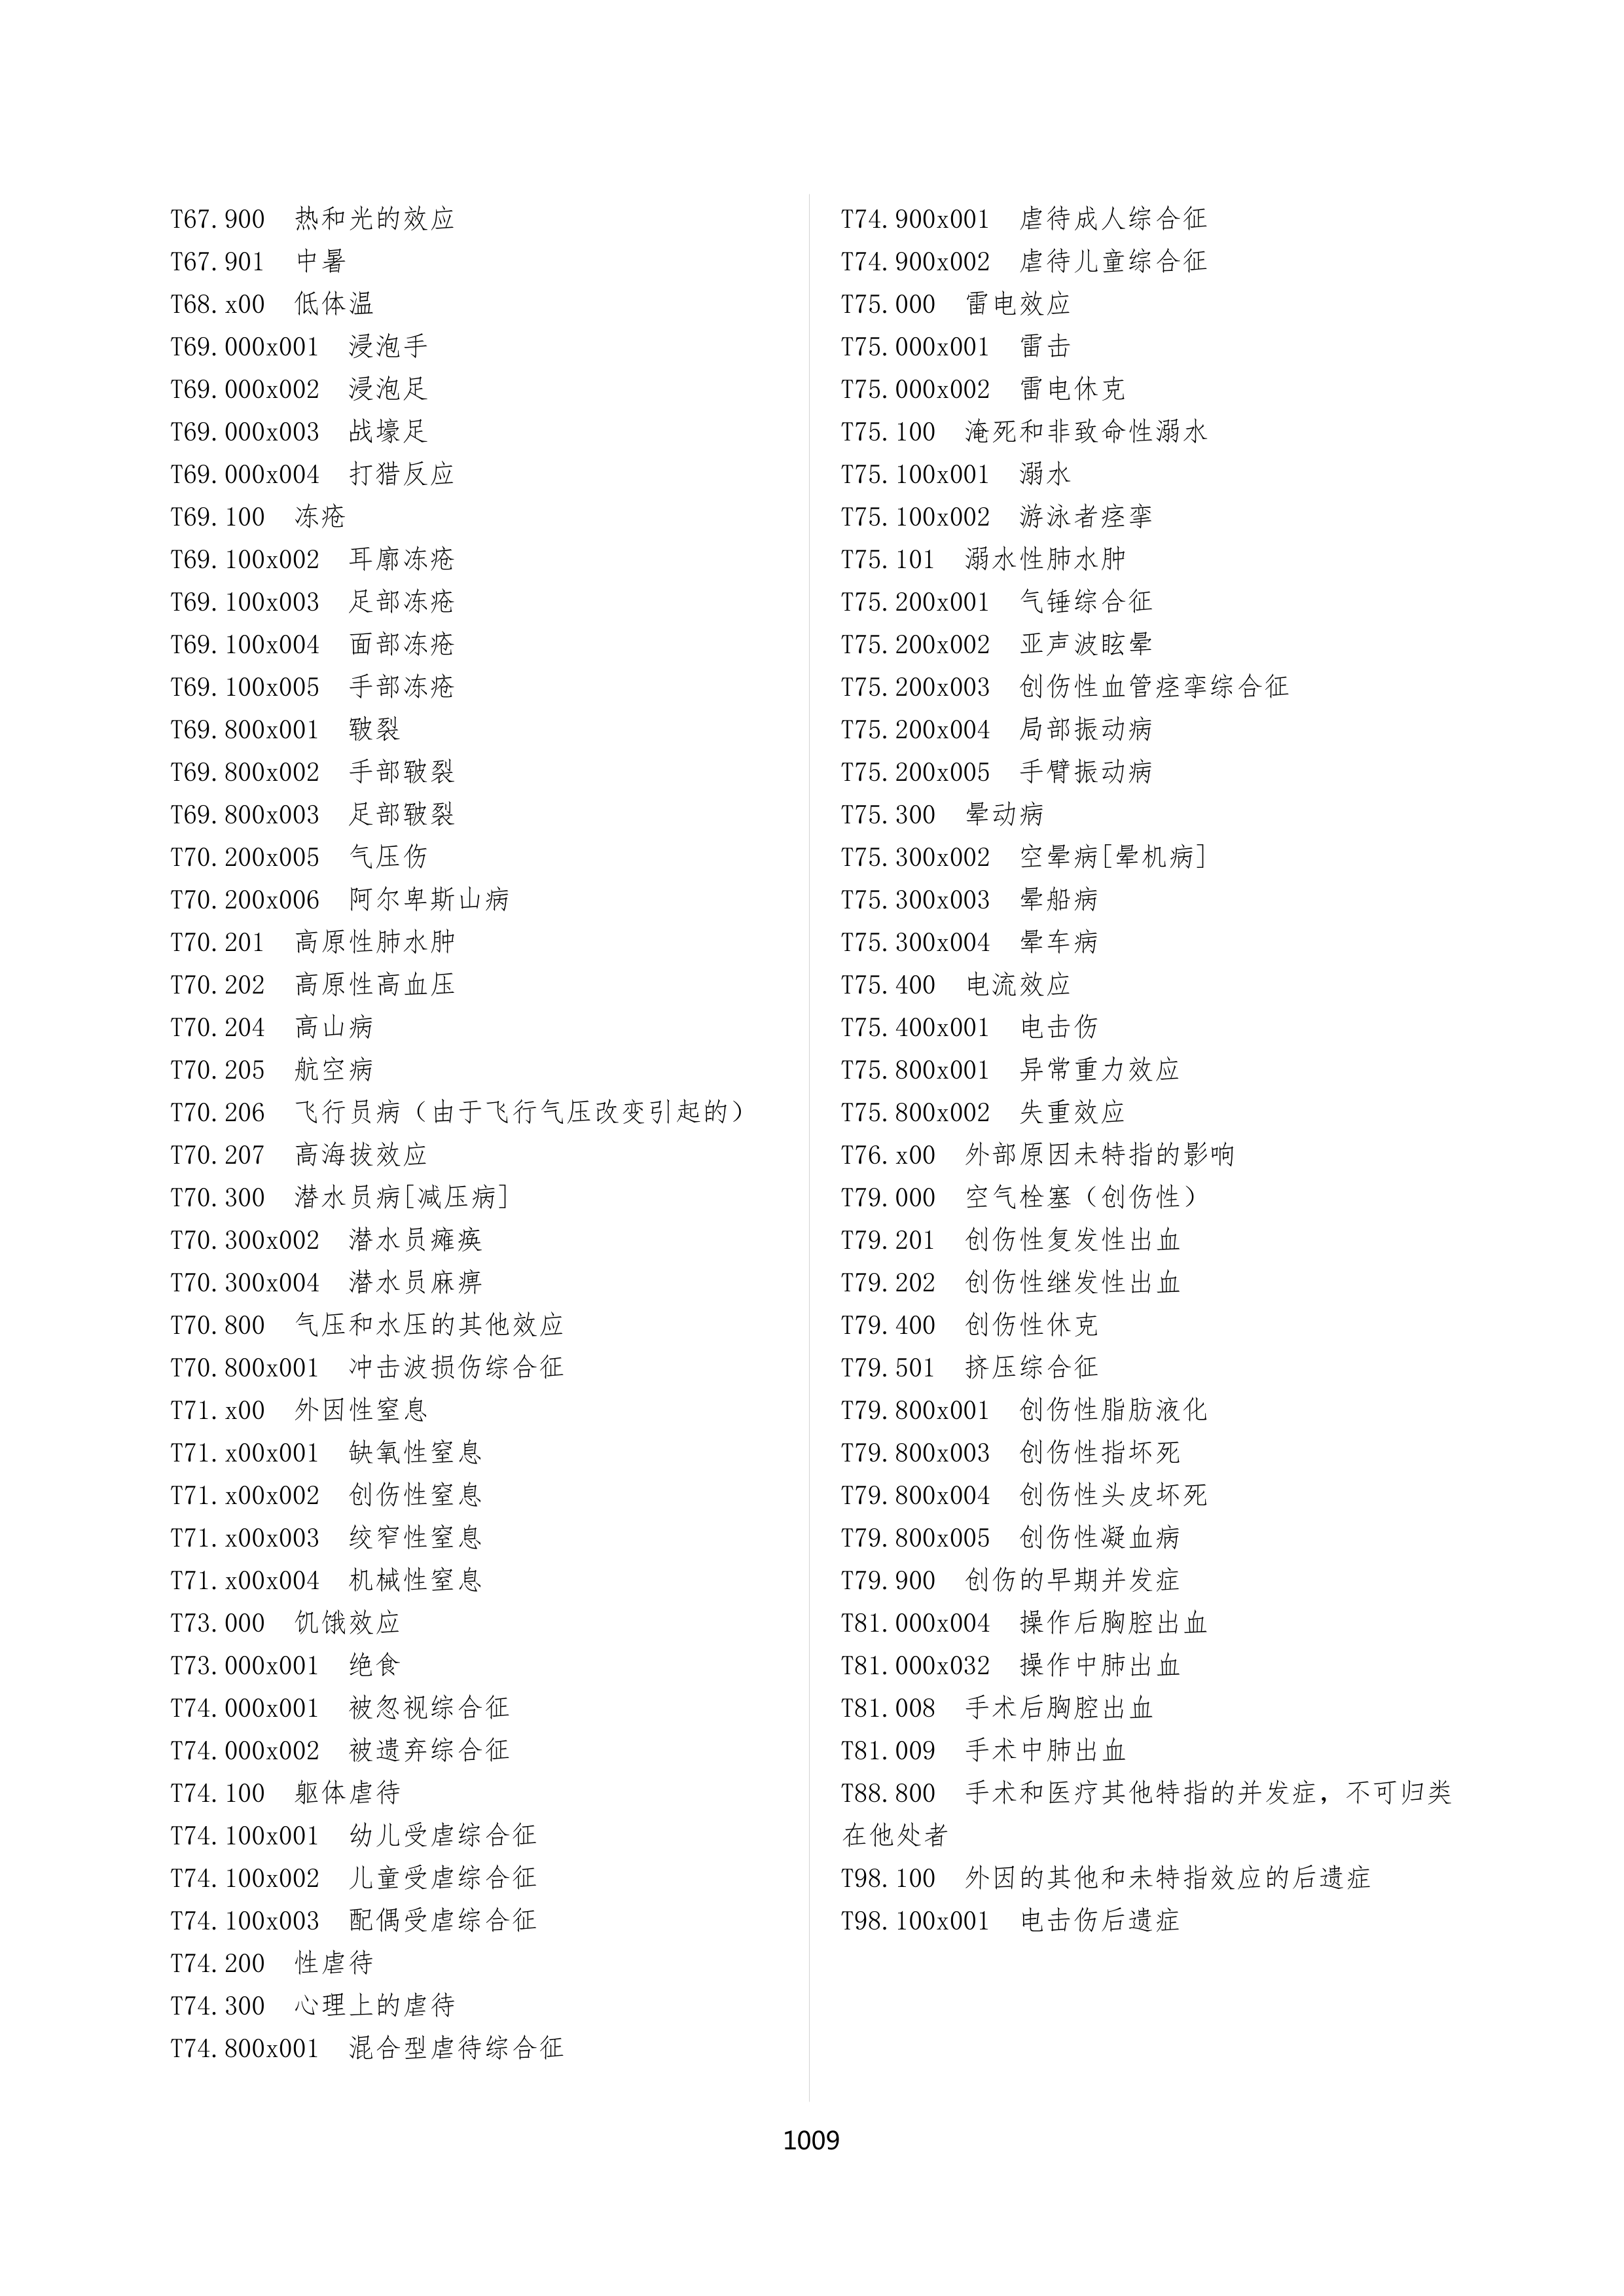 T67.900 热和光的效应
T67.901 中暑
T68.x00 低体温
T69.000x001 浸泡手
T69.000x002 浸泡足
T69.000x003 战壕足
T69.000x004 打猎反应
T69.100 冻疮
T69.100x002 耳廓冻疮
T69.100x003 足部冻疮
T69.100x004 面部冻疮
T69.100x005 手部冻疮
T69.800x001 皲裂
T69.800x002 手部皲裂
T69.800x003 足部皲裂
T70.200x005 气压伤
T70.200x006 阿尔卑斯山病
T70.201 高原性肺水肿
T70.202 高原性高血压
T70.204 高山病
T70.205 航空病
T70.206 飞行员病（由于飞行气压改变引起的）
T70.207 高海拔效应
T70.300 潜水员病[减压病]
T70.300x002 潜水员瘫痪
T70.300x004 潜水员麻痹
T70.800 气压和水压的其他效应
T70.800x001 冲击波损伤综合征
T71.x00 外因性窒息
T71.x00x001 缺氧性窒息
T71.x00x002 创伤性窒息
T71.x00x003 绞窄性窒息
T71.x00x004 机械性窒息
T73.000 饥饿效应
T73.000x001 绝食
T74.000x001 被忽视综合征
T74.000x002 被遗弃综合征
T74.100 躯体虐待
T74.100x001 幼儿受虐综合征
T74.100x002 儿童受虐综合征
T74.100x003 配偶受虐综合征
T74.200 性虐待
T74.300 心理上的虐待
T74.800x001 混合型虐待综合征
T74.900x001 虐待成人综合征
T74.900x002 虐待儿童综合征
T75.000 雷电效应
T75.000x001 雷击
T75.000x002 雷电休克
T75.100 淹死和非致命性溺水
T75.100x001 溺水
T75.100x002 游泳者痉挛
T75.101 溺水性肺水肿
T75.200x001 气锤综合征
T75.200x002 亚声波眩晕
T75.200x003 创伤性血管痉挛综合征
T75.200x004 局部振动病
T75.200x005 手臂振动病
T75.300 晕动病
T75.300x002 空晕病[晕机病]
T75.300x003 晕船病
T75.300x004 晕车病
T75.400 电流效应
T75.400x001 电击伤
T75.800x001 异常重力效应
T75.800x002 失重效应
T76.x00 外部原因未特指的影响
T79.000 空气栓塞（创伤性）
T79.201 创伤性复发性出血
T79.202 创伤性继发性出血
T79.400 创伤性休克
T79.501 挤压综合征
T79.800x001 创伤性脂肪液化
T79.800x003 创伤性指坏死
T79.800x004 创伤性头皮坏死
T79.800x005 创伤性凝血病
T79.900 创伤的早期并发症
T81.000x004 操作后胸腔出血
T81.000x032 操作中肺出血
T81.008 手术后胸腔出血
T81.009 手术中肺出血
T88.800 手术和医疗其他特指的并发症，不可归类
在他处者
T98.100 外因的其他和未特指效应的后遗症
T98.100x001 电击伤后遗症
1009